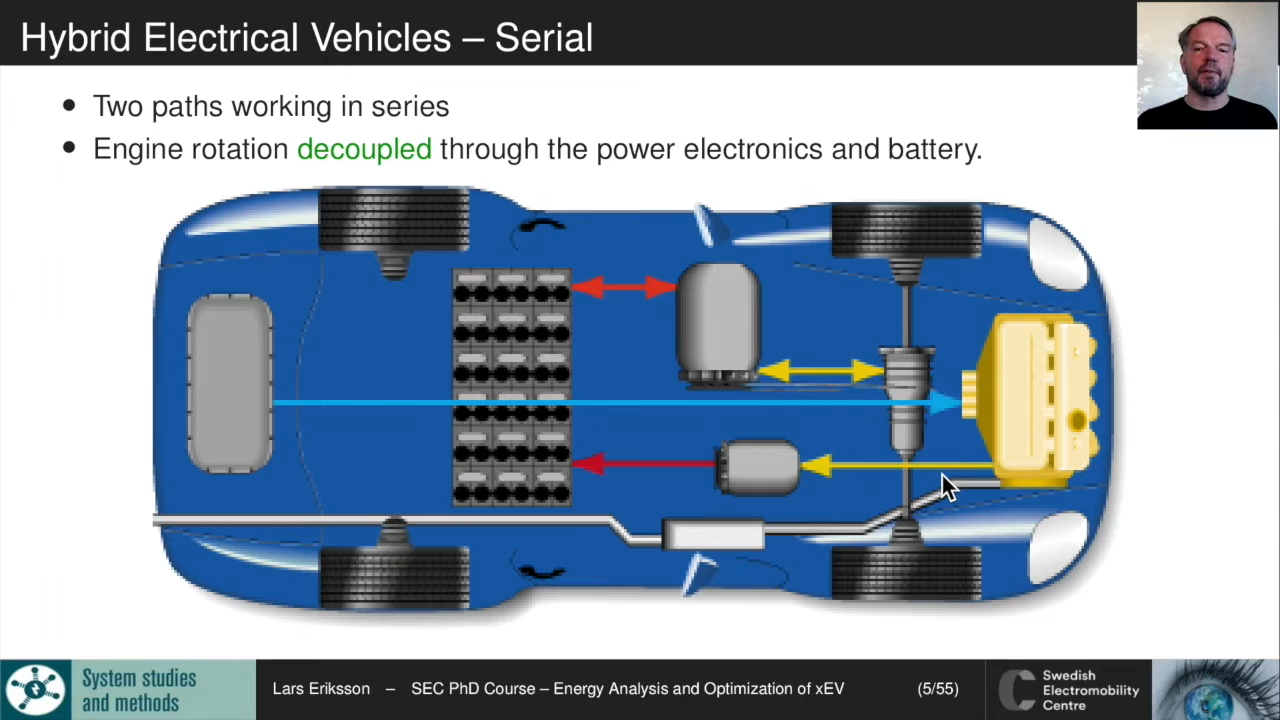 Hybrid Electrical Vehicles – Serial
Two paths working in series
Engine rotation decoupled through the power electronics and battery.
System studies
and methods
Lars Eriksson – SEC PhD Course – Energy Analysis and Optimization of xEV
(5/55)
Swedish
Electromobility
Centre